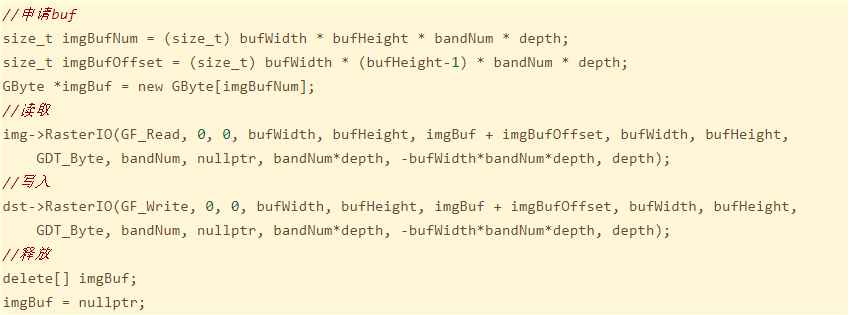 //申请buf
size_t imgBufNum = (size_t) bufWidth * bufHeight * bandNum * depth;
size_t imgBufOffset = (size_t) bufWidth * (bufHeight-1) * bandNum * depth;
GByte *imgBuf = new GByte[imgBufNum];
//读取
img->RasterIO(GF_Read, 0, 0, bufWidth, bufHeight, imgBuf + imgBufOffset, bufWidth, bufHeight,
    GDT_Byte, bandNum, nullptr, bandNum*depth, -bufWidth*bandNum*depth, depth);
//写入
dst->RasterIO(GF_Write, 0, 0, bufWidth, bufHeight, imgBuf + imgBufOffset, bufWidth, bufHeight,
    GDT_Byte, bandNum, nullptr, bandNum*depth, -bufWidth*bandNum*depth, depth);
//释放
delete[] imgBuf;
imgBuf = nullptr;